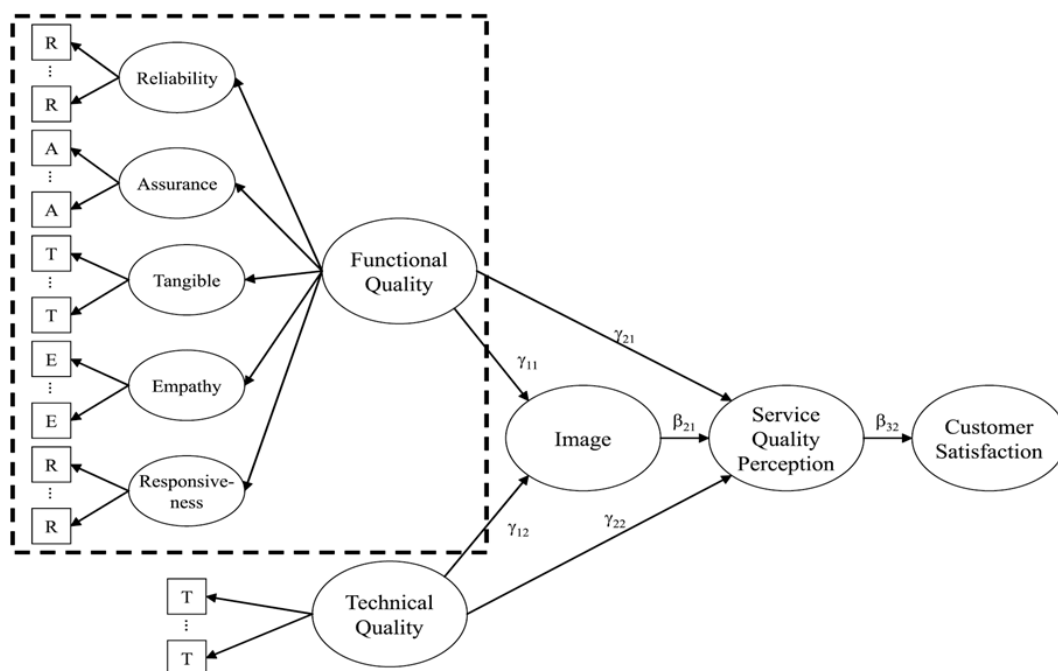 R
⋮
R
Reliability
A
⋮
A
Assurance
T
⋮
T
Tangible
E
⋮
E
Empathy
R
⋮
R
Responsive-
ness
Functional
Quality
γ21
γ11
Image
β21
Service
Quality
Perception
β32
Customer
Satisfaction
γ12
γ22
T
⋮
T
Technical
Quality